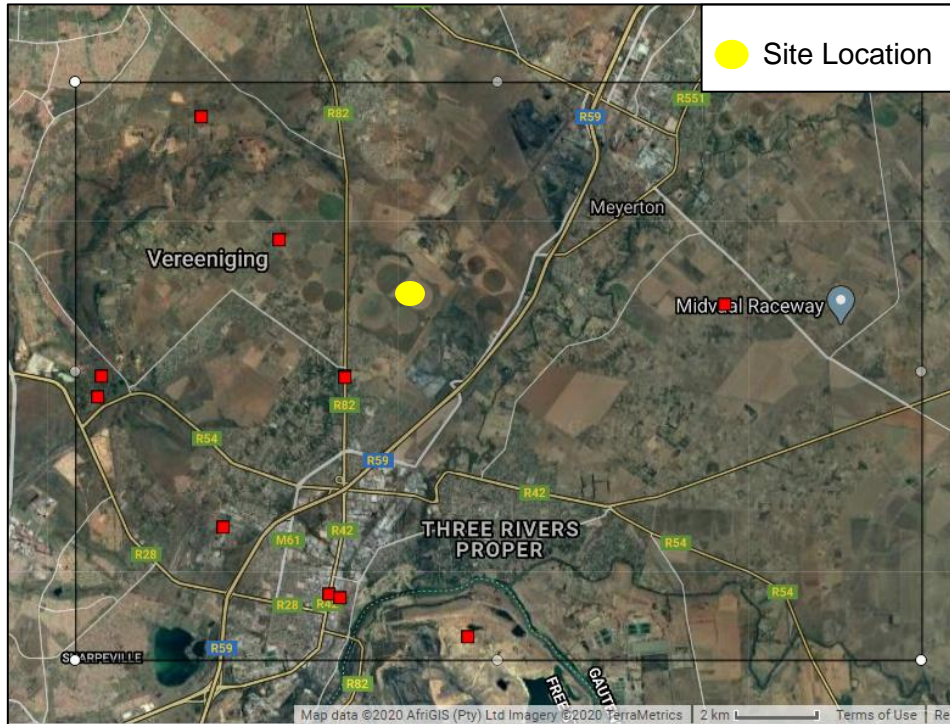 Site Location
R82
R551
R59
Meyerton
Vereeniging
Midvaal Raceway
R82
R54
R59
R42
THREE RIVERS
PROPER
R42
M61
R28
R54
R54
R28
R42
SHARPEVILLE
R59
R82
Map data ©2020 AfriGIS (Pty) Ltd Imagery ©2020 TerraMetrics
2 km
Terms of Use